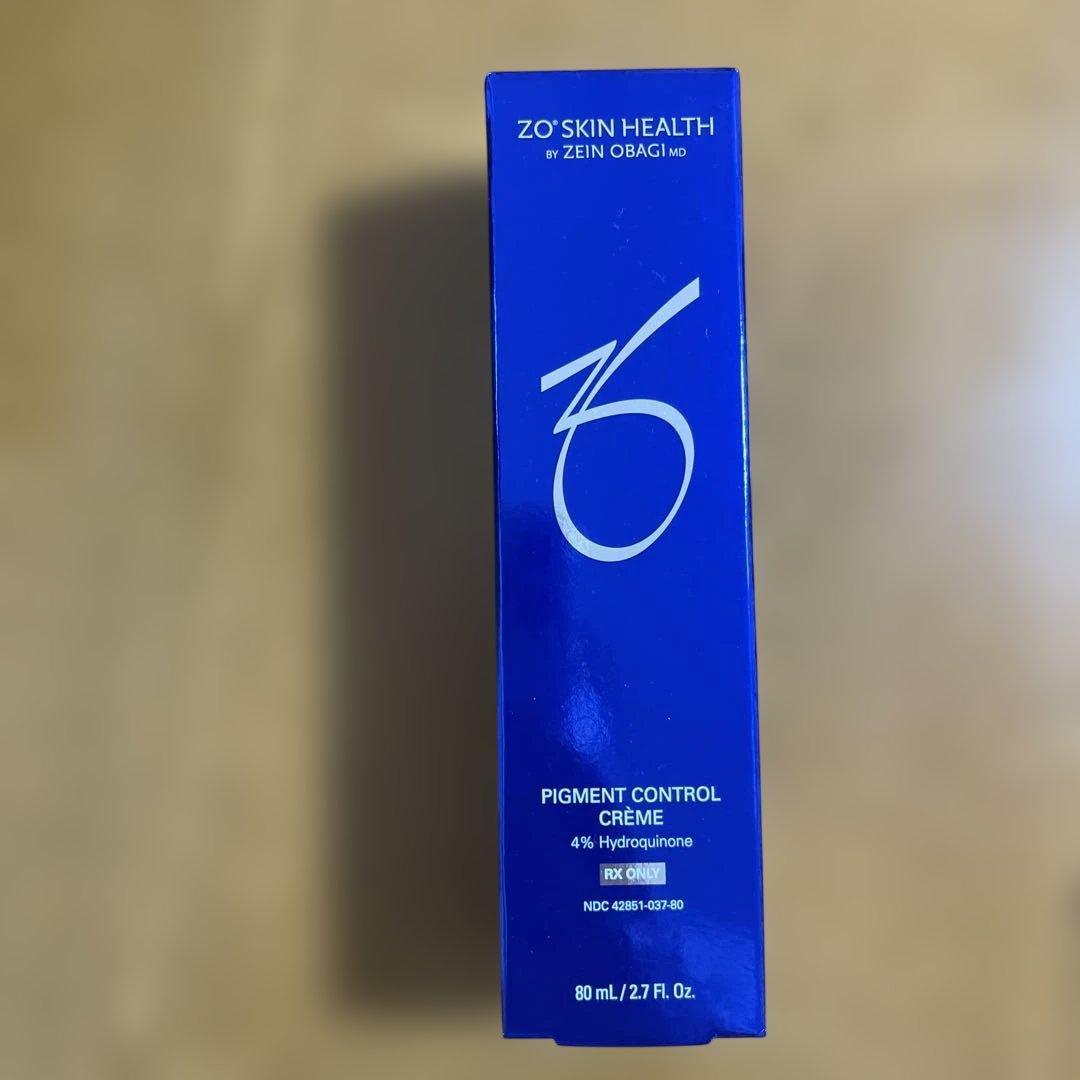 ZO® SKIN HEALTH
BY ZEIN OBAGI MD
ZO
PIGMENT CONTROL
CRÈME
4% Hydroquinone
RX ONLY
NDC 42851-037-80
80 mL / 2.7 Fl. Oz.